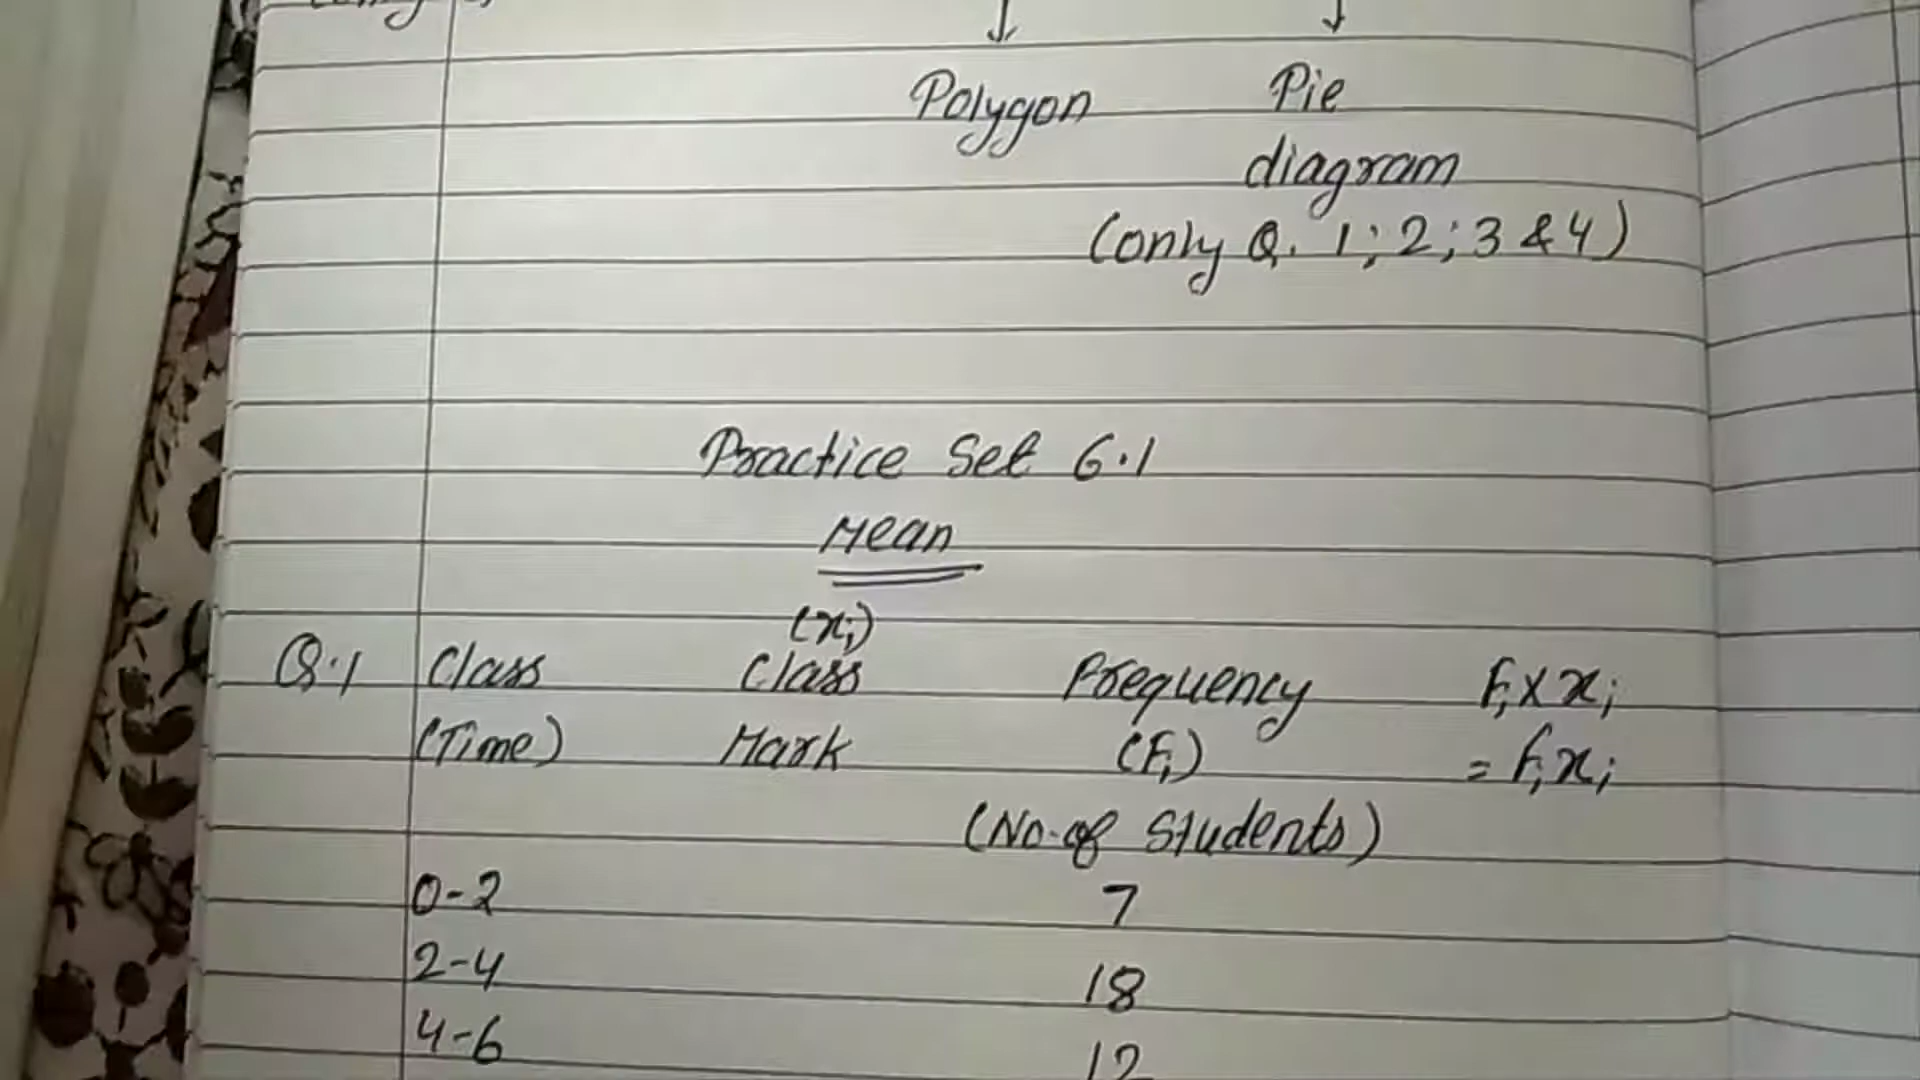 Polygon Pie
diagram
(only Q. 1; 2; 3 & 4)
Practice Set 6.1
Mean
(xi)
Q.1 Class Class Frequency Fi X xi
(Time) Mark (Fi) = fixi
(No. of Students)
0-2 7
2-4 18
4-6 12